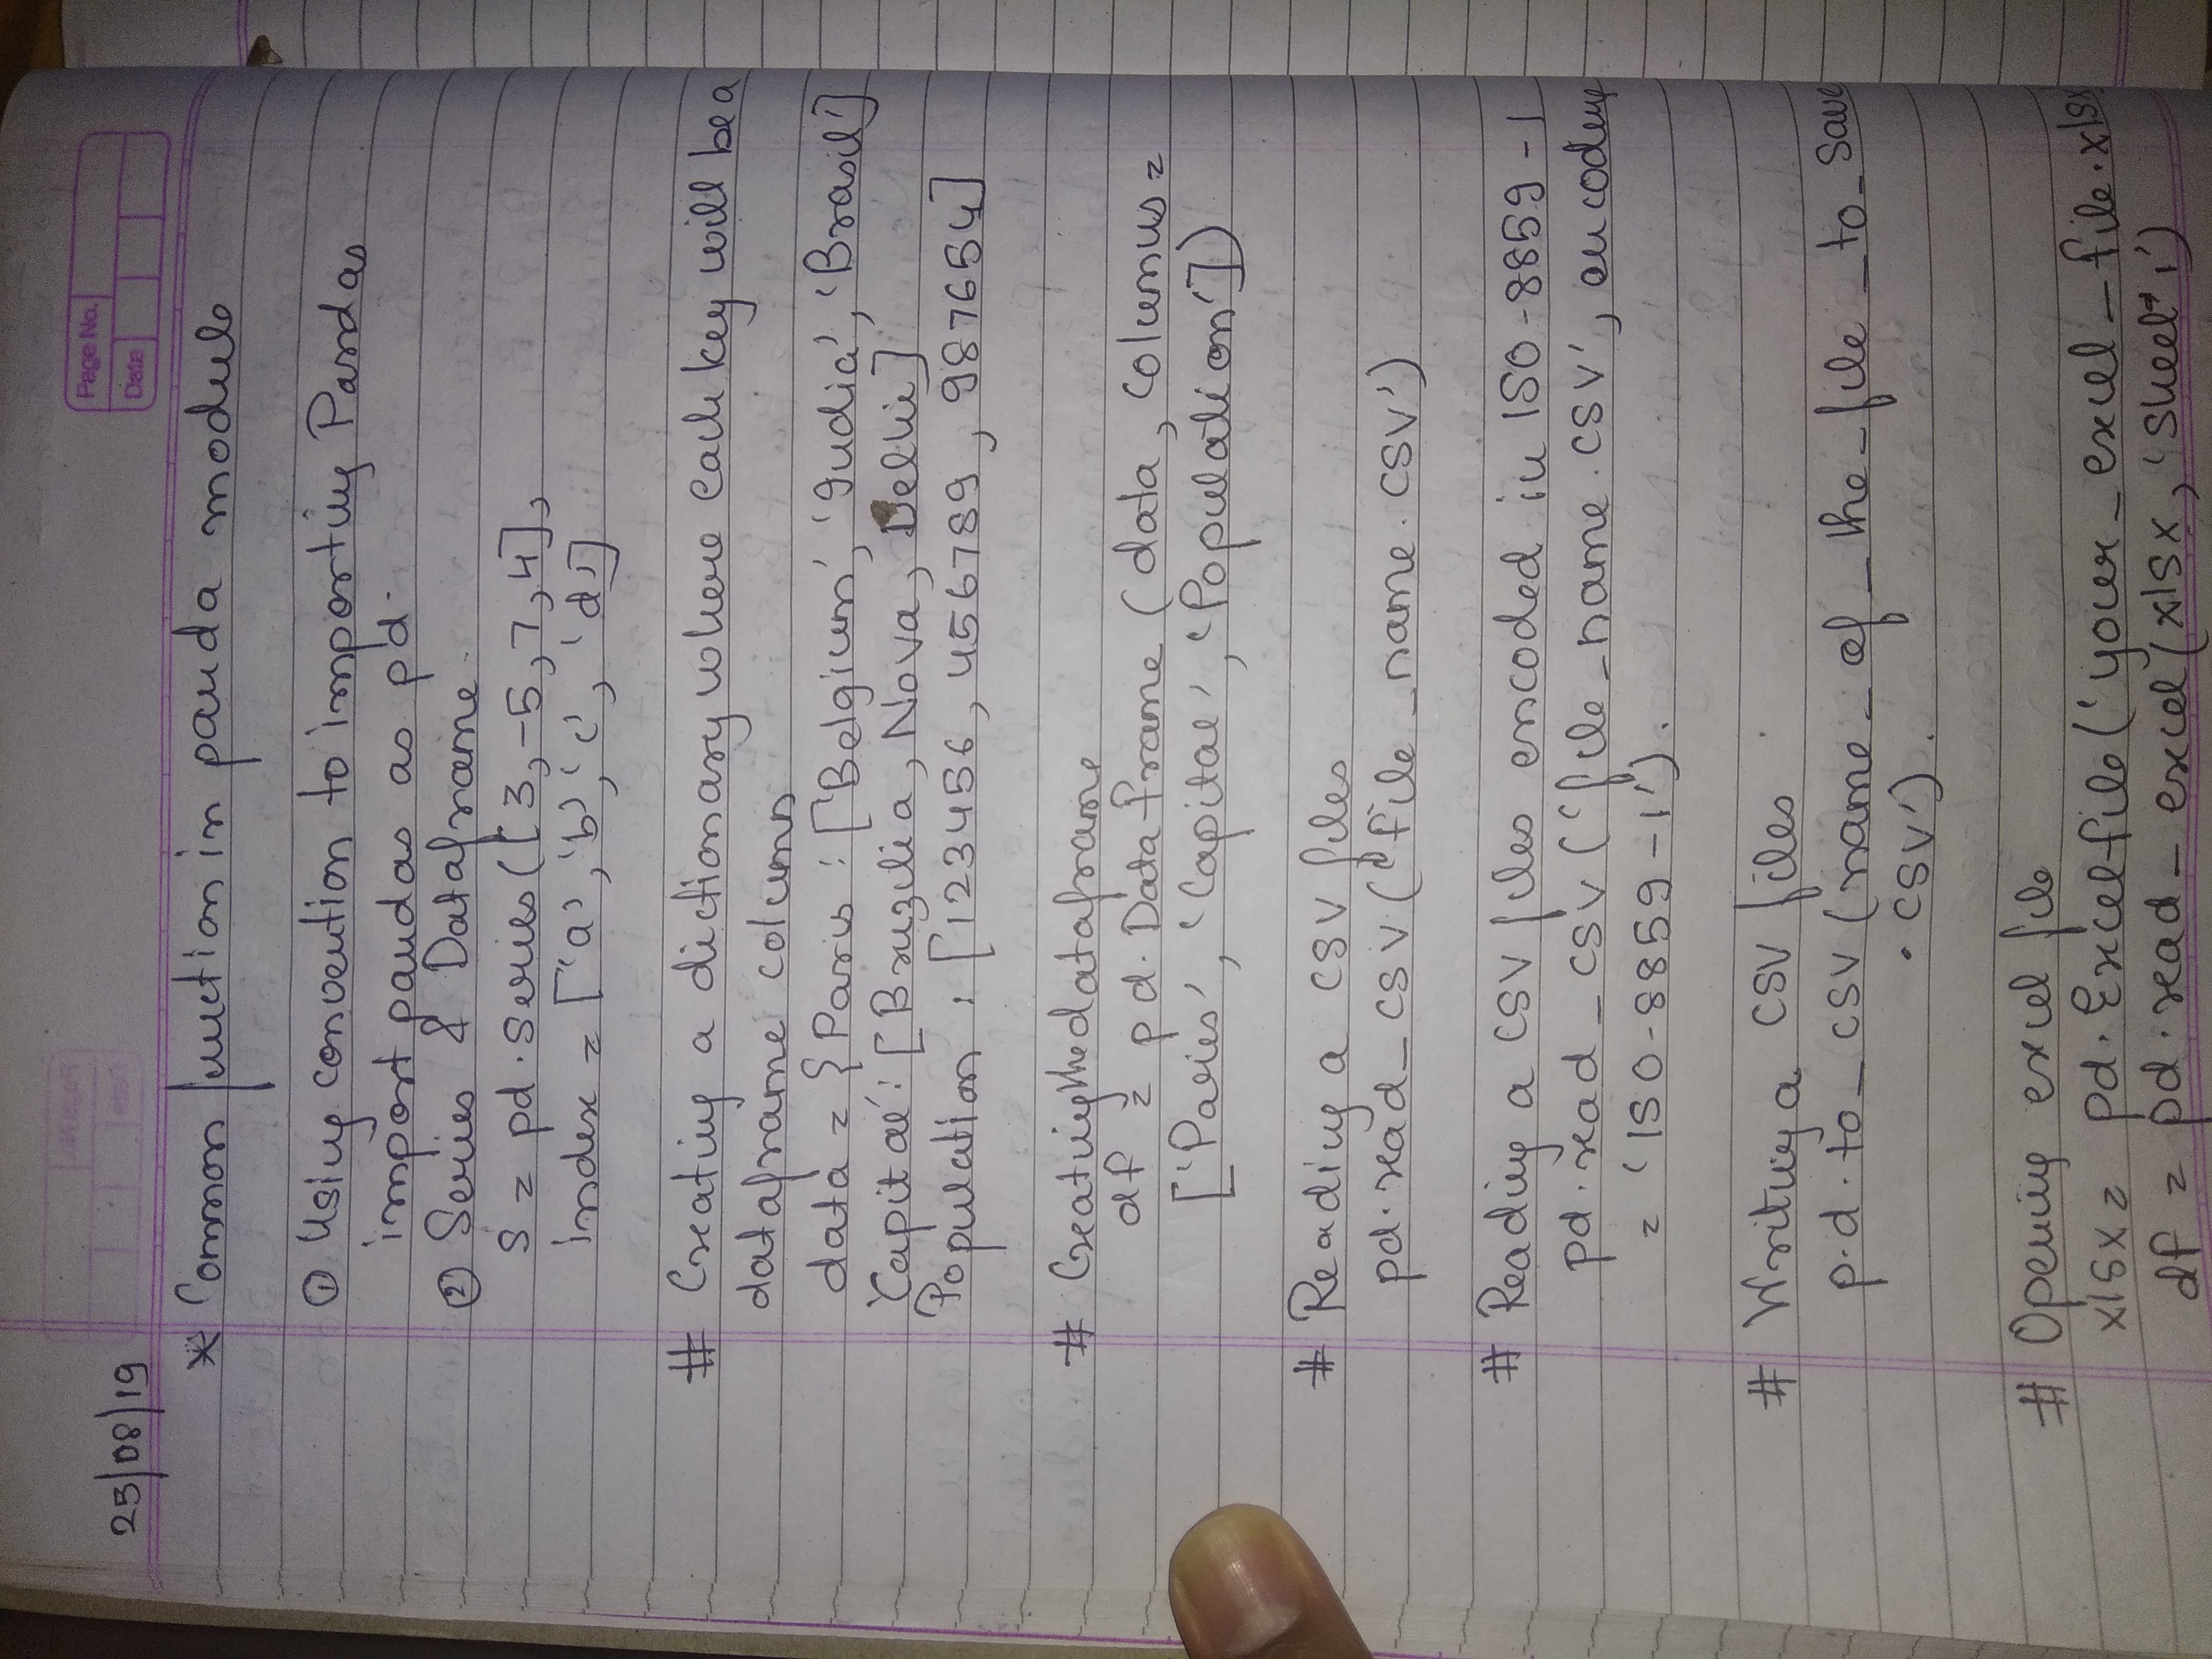 Page No.
Date
25/08/19
* Common function in panda module
① Using convention to importing Pandas
import pandas as pd.
② Series & Dataframe.
S = pd.series([3,-5,7,4],
index = ['a','b','c','d']
# Creating a dictionary where each key will be a
dataframe columns
data = {Paris : ['Belgium', 'India', 'Brasil']
'Capital' : [Bruzulia, Nova, Delhi]
Population : [123456, 456789, 987654]
# Creating the dataframe
df = pd.Dataframe (data, columns =
['Paries', 'Capital', 'Population'])
# Reading a CSV files
pd.read_csv ('file_name.CSV')
# Reading a CSV files encoded in ISO-8859-1
pd.read_csv ('file_name.CSV', encoding
= 'ISO-8859-1').
# Writing a CSV files
p.d.to_csv (name_of_the_file_to_save
.CSV').
# Opening exel file
xlsx = pd.Excelfile('your_excel_file.xlsx
df = pd.read_excel(xlsx, 'sheet 1')